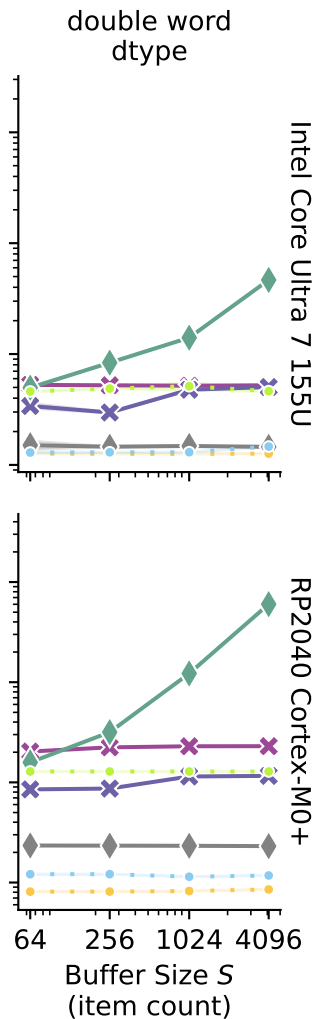 double word
dtype
Intel Core Ultra 7 155U
RP2040 Cortex-M0+
64 256 1024 4096
Buffer Size S
(item count)